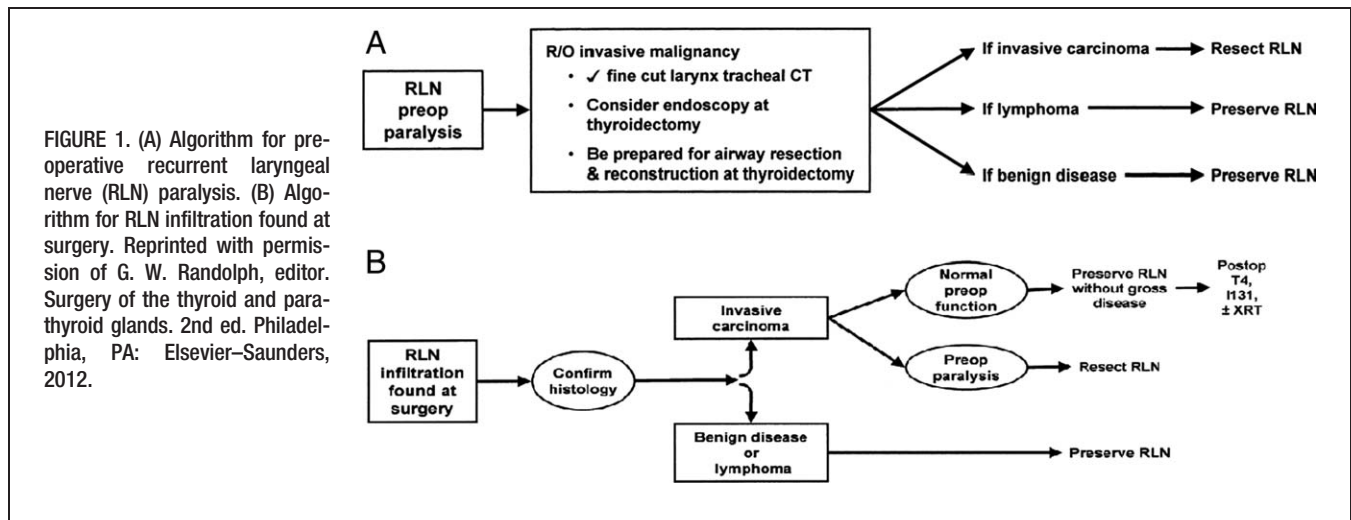 FIGURE 1. (A) Algorithm for pre-
operative recurrent laryngeal
nerve (RLN) paralysis. (B) Algo-
rithm for RLN infiltration found at
surgery. Reprinted with permis-
sion of G. W. Randolph, editor.
Surgery of the thyroid and para-
thyroid glands. 2nd ed. Philadel-
phia, PA: Elsevier–Saunders,
2012.
A
RLN
preop
paralysis
R/O invasive malignancy
• ✓ fine cut larynx tracheal CT
• Consider endoscopy at
thyroidectomy
• Be prepared for airway resection
& reconstruction at thyroidectomy
If invasive carcinoma
Resect RLN
If lymphoma
Preserve RLN
If benign disease
Preserve RLN
B
RLN
infiltration
found at
surgery
Confirm
histology
Invasive
carcinoma
Normal
preop
function
Preserve RLN
without gross
disease
Postop
T4,
I131,
± XRT
Preop
paralysis
Resect RLN
Benign disease
or
lymphoma
Preserve RLN